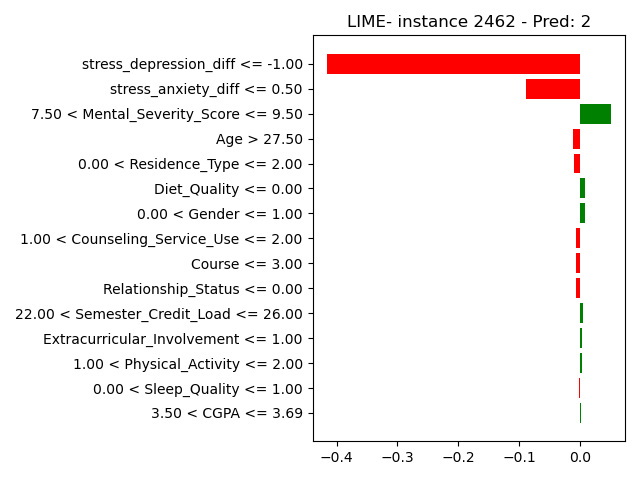 LIME- instance 2462 - Pred: 2
stress_depression_diff <= -1.00
stress_anxiety_diff <= 0.50
7.50 < Mental_Severity_Score <= 9.50
Age > 27.50
0.00 < Residence_Type <= 2.00
Diet_Quality <= 0.00
0.00 < Gender <= 1.00
1.00 < Counseling_Service_Use <= 2.00
Course <= 3.00
Relationship_Status <= 0.00
22.00 < Semester_Credit_Load <= 26.00
Extracurricular_Involvement <= 1.00
1.00 < Physical_Activity <= 2.00
0.00 < Sleep_Quality <= 1.00
3.50 < CGPA <= 3.69
−0.4 −0.3 −0.2 −0.1 0.0